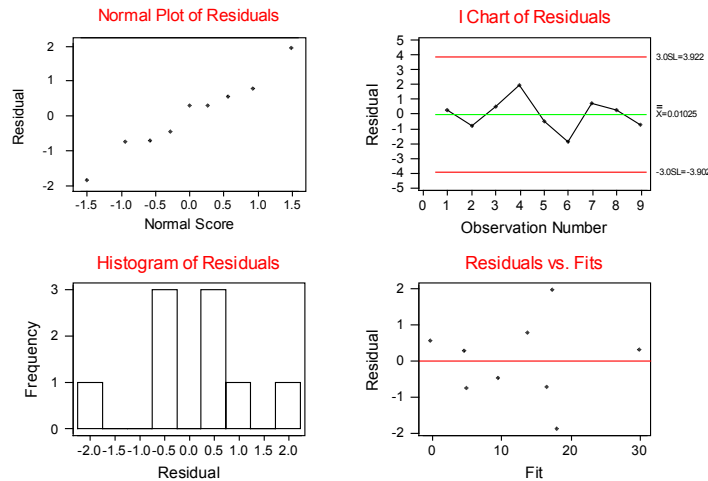 Normal Plot of Residuals
2
1
0
-1
-2
Residual
-1.5 -1.0 -0.5 0.0 0.5 1.0 1.5
Normal Score
I Chart of Residuals
5
4
3
2
1
0
-1
-2
-3
-4
-5
Residual
3.0SL=3.922
X=0.01025
-3.0SL=-3.902
0 1 2 3 4 5 6 7 8 9
Observation Number
Histogram of Residuals
3
2
1
0
Frequency
-2.0 -1.5 -1.0 -0.5 0.0 0.5 1.0 1.5 2.0
Residual
Residuals vs. Fits
2
1
0
-1
-2
Residual
0 10 20 30
Fit